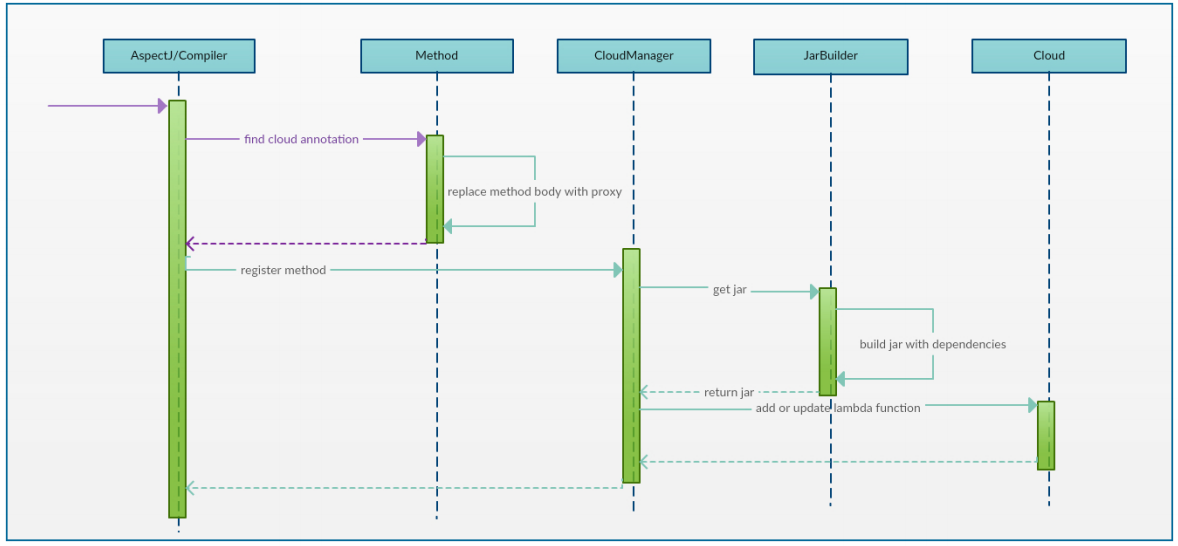 AspectJ/Compiler
Method
CloudManager
JarBuilder
Cloud
find cloud annotation
replace method body with proxy
register method
get jar
build jar with dependencies
return jar
add or update lambda function